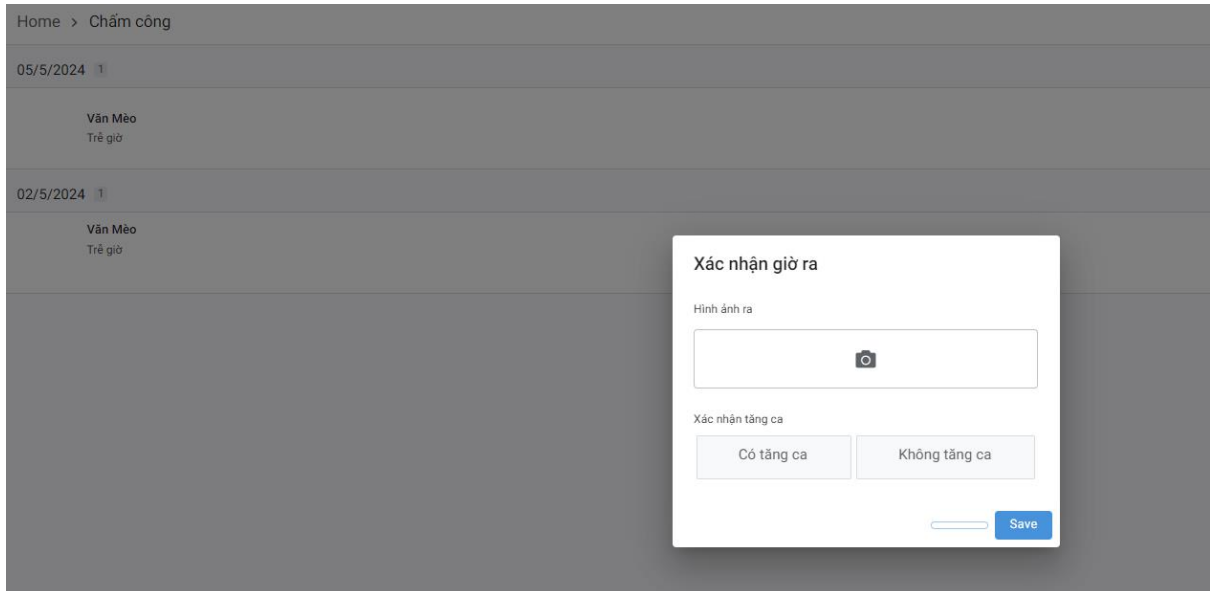 Home > Chấm công
05/5/2024 1
Văn Mèo
Trễ giờ
02/5/2024 1
Văn Mèo
Trễ giờ
Xác nhận giờ ra
Hình ảnh ra
Xác nhận tăng ca
Có tăng ca Không tăng ca
Save